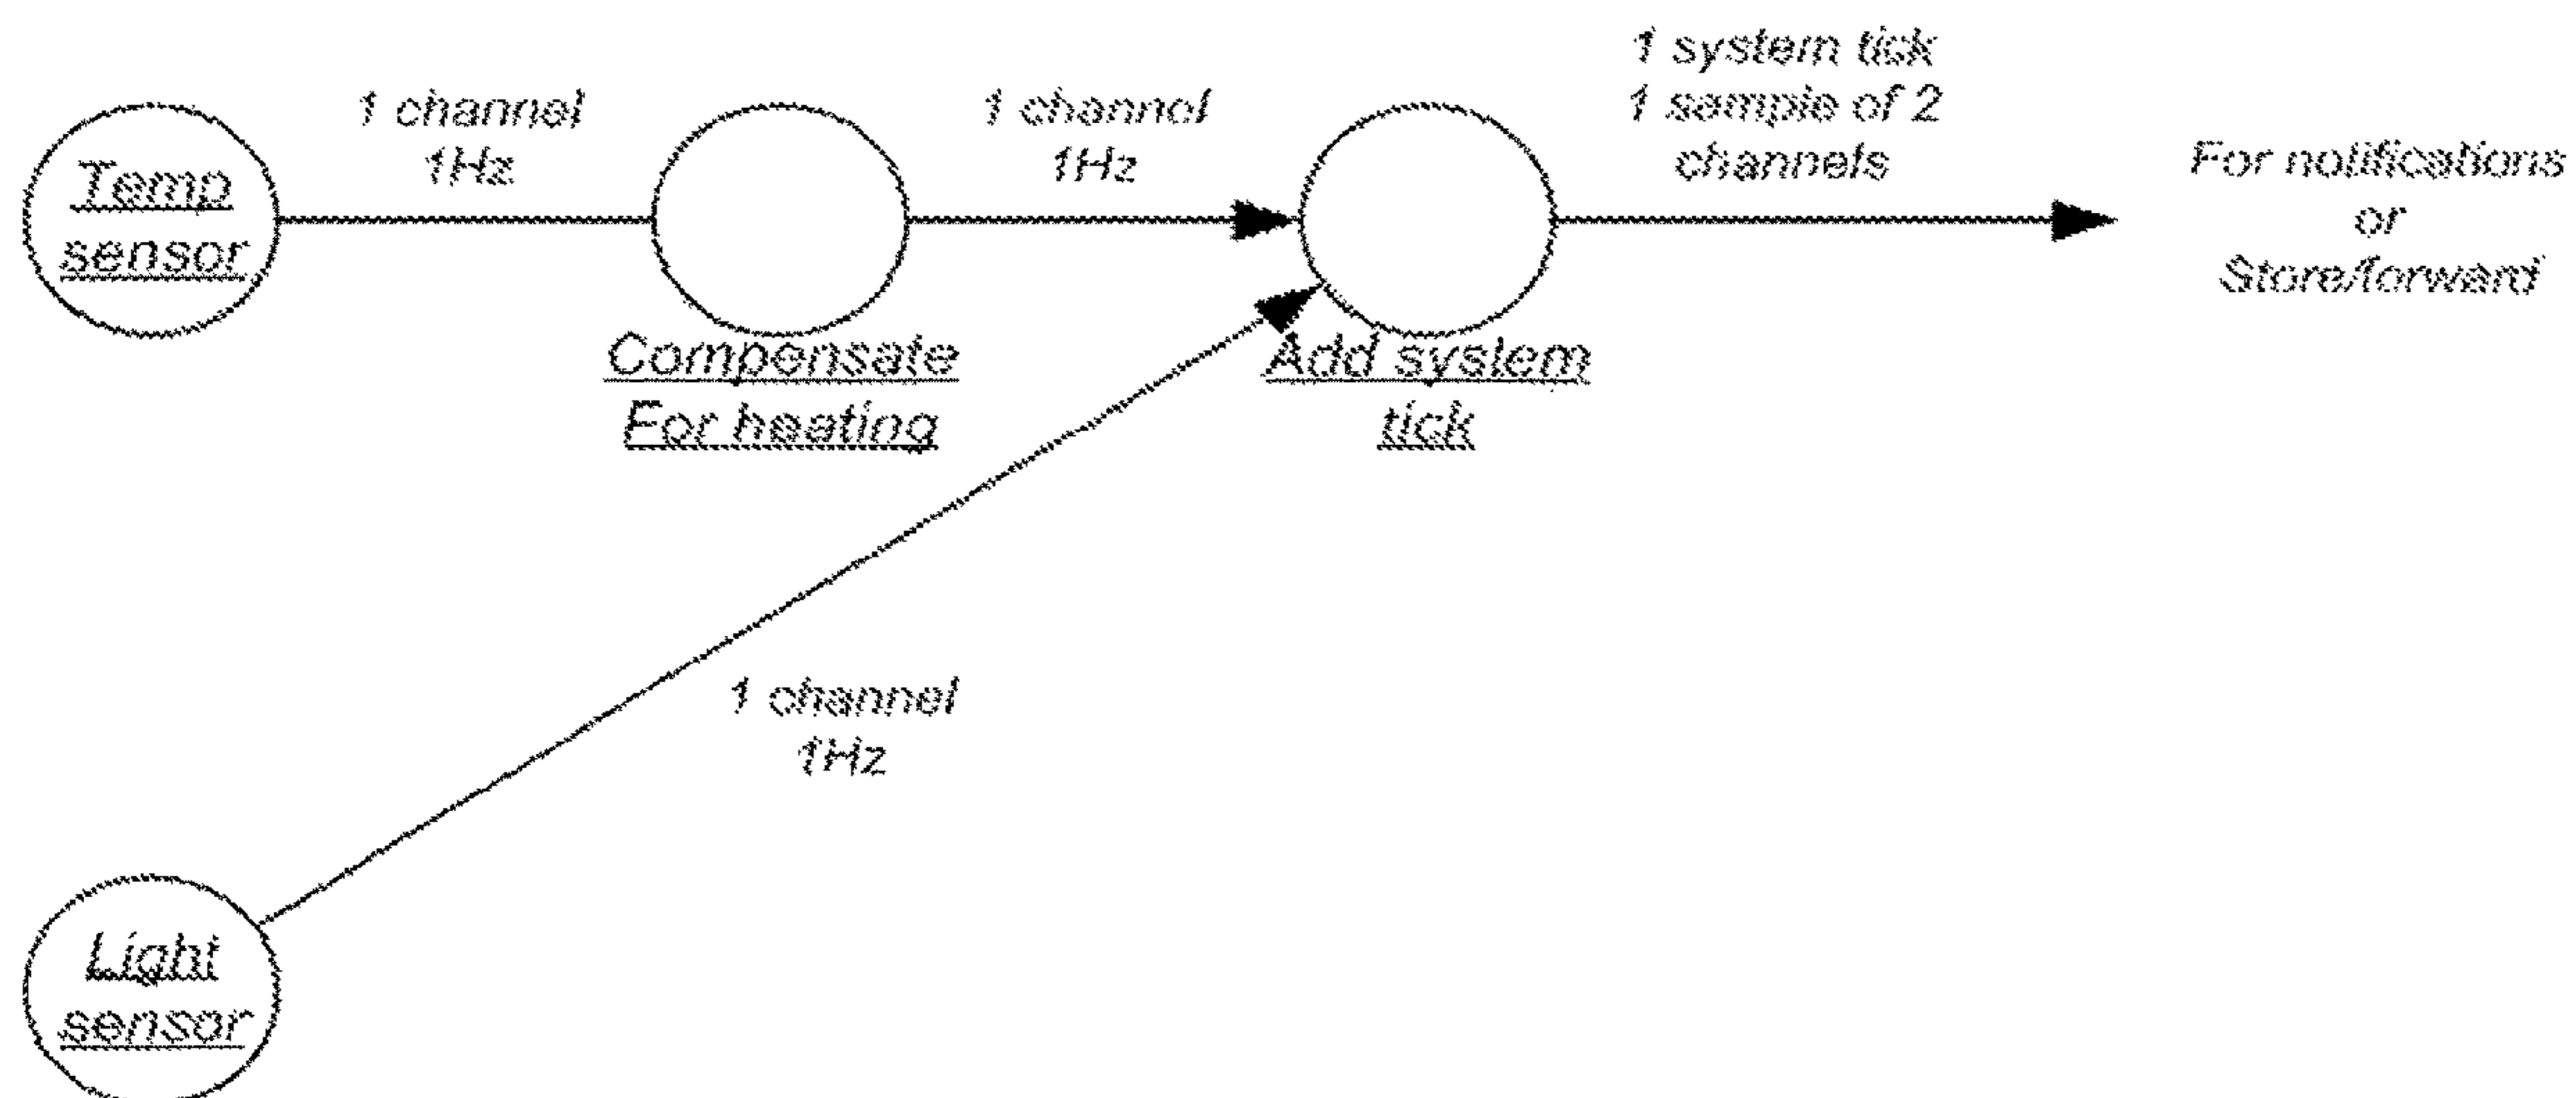 1 system tick
1 sample of 2
channels
1 channel
1Hz
1 channel
1Hz
For notifications
or
Store/forward
Temp
sensor
Compensate
For heating
Add system
tick
1 channel
1Hz
Light
sensor